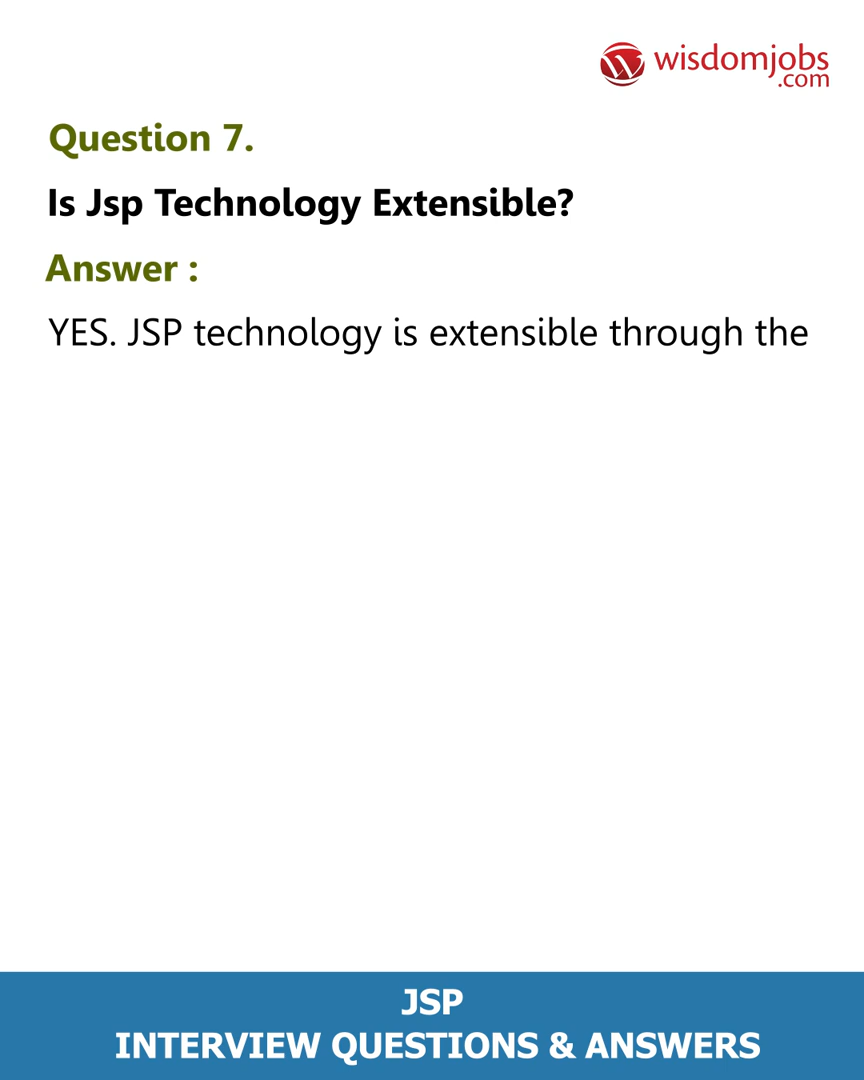 wisdomjobs
.com
Question 7.
Is Jsp Technology Extensible?
Answer :
YES. JSP technology is extensible through the
JSP
INTERVIEW QUESTIONS & ANSWERS